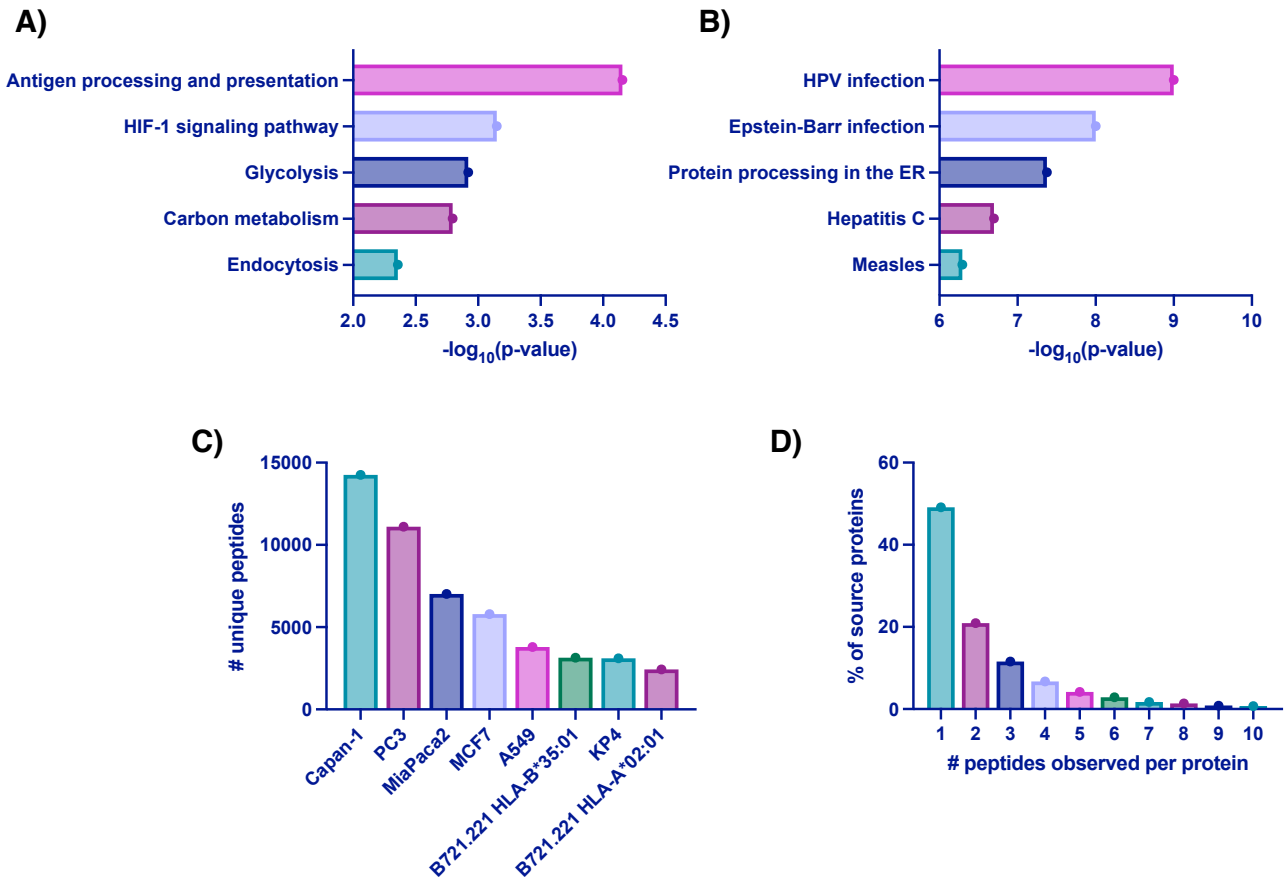 A)
Antigen processing and presentation
HIF-1 signaling pathway
Glycolysis
Carbon metabolism
Endocytosis
2.0 2.5 3.0 3.5 4.0 4.5
-log10(p-value)
B)
HPV infection
Epstein-Barr infection
Protein processing in the ER
Hepatitis C
Measles
6 7 8 9 10
-log10(p-value)
C)
# unique peptides
15000
10000
5000
0
Capan-1
PC3
MiaPaca2
MCF7
A549
B721.221 HLA-B*35:01
KP4
B721.221 HLA-A*02:01
D)
% of source proteins
60
40
20
0
1 2 3 4 5 6 7 8 9 10
# peptides observed per protein